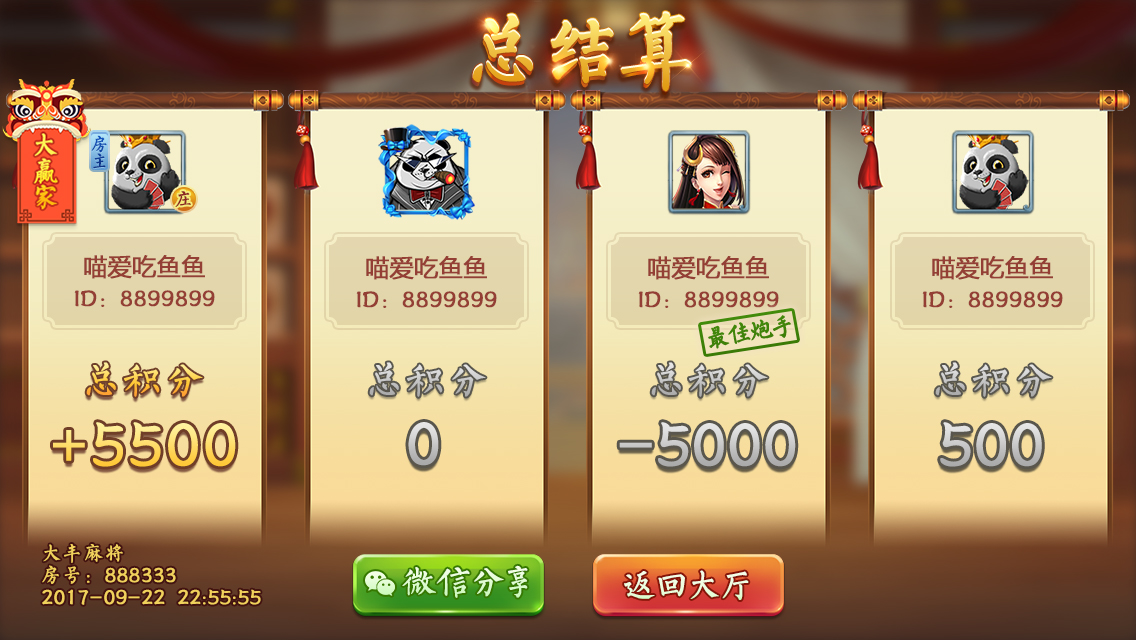 总结算
大赢家
房主
庄
喵爱吃鱼鱼
ID：8899899
总积分
+5500
喵爱吃鱼鱼
ID：8899899
总积分
0
喵爱吃鱼鱼
ID：8899899
最佳炮手
总积分
-5000
喵爱吃鱼鱼
ID：8899899
总积分
500
大丰麻将
房号：888333
2017-09-22 22:55:55
微信分享
返回大厅